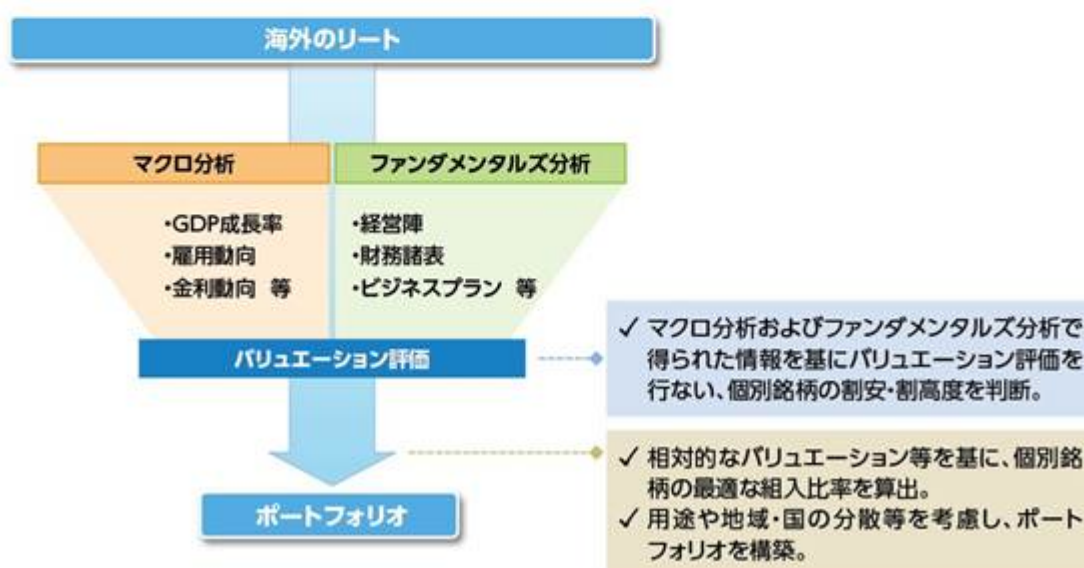 海外のリート
マクロ分析
ファンダメンタルズ分析
・GDP成長率
・雇用動向
・金利動向 等
・経営陣
・財務諸表
・ビジネスプラン 等
バリュエーション評価
✓ マクロ分析およびファンダメンタルズ分析で
得られた情報を基にバリュエーション評価を
行ない、個別銘柄の割安・割高度を判断。
✓ 相対的なバリュエーション等を基に、個別銘
柄の最適な組入比率を算出。
✓ 用途や地域・国の分散等を考慮し、ポート
フォリオを構築。
ポートフォリオ